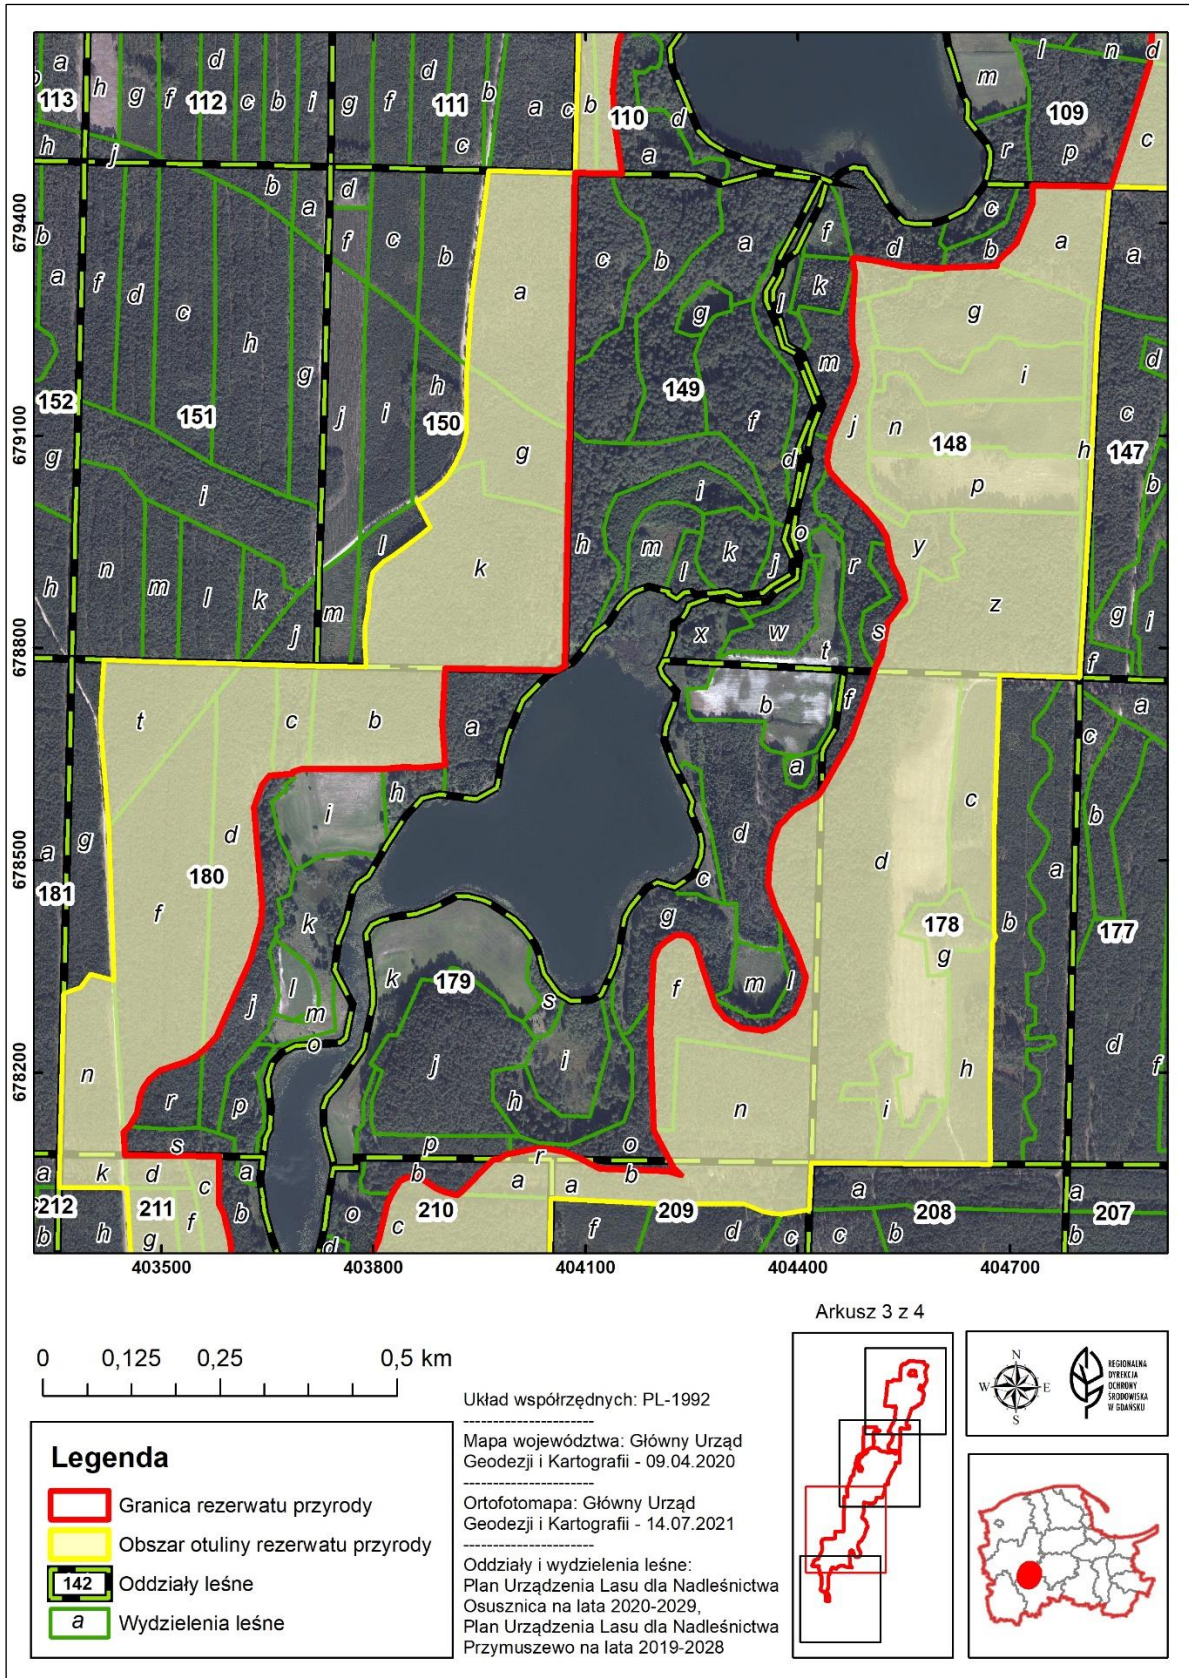 a
d
d
b
l
n
d
h
g
f
c
b
i
g
f
a
c
b
m
113
112
111
110
109
c
d
r
p
c
h
j
c
a
b
a
d
c
679400
f
d
b
a
a
b
a
f
c
b
a
c
b
a
k
g
f
d
c
h
g
l
g
m
i
d
h
149
152
151
j
i
150
f
j
n
148
c
147
g
g
d
h
679100
i
i
p
b
h
m
k
o
y
l
k
h
l
j
r
n
m
l
k
m
z
g
i
j
x
w
s
678800
t
f
t
c
b
a
b
f
a
c
a
h
i
g
d
d
c
b
a
678500
a
181
180
c
d
f
k
g
178
b
177
k
179
m
l
f
g
l
s
j
m
d
o
678200
n
j
i
h
f
r
p
h
n
i
s
p
r
o
a
k
d
a
b
a
a
b
a
a
212
211
c
b
o
c
210
209
208
207
b
h
g
f
d
f
d
c
c
b
b
403500
403800
404100
404400
404700
Arkusz 3 z 4
0
0,125
0,25
0,5 km
Układ współrzędnych: PL-1992
----------------------
Mapa województwa: Główny Urząd
Geodezji i Kartografii - 09.04.2020
----------------------
Ortofotomapa: Główny Urząd
Geodezji i Kartografii - 14.07.2021
----------------------
Oddziały i wydzielenia leśne:
Plan Urządzenia Lasu dla Nadleśnictwa
Osusznica na lata 2020-2029,
Plan Urządzenia Lasu dla Nadleśnictwa
Przymuszewo na lata 2019-2028
Legenda
Granica rezerwatu przyrody
Obszar otuliny rezerwatu przyrody
142
Oddziały leśne
a
Wydzielenia leśne
N
W
E
S
REGIONALNA
DYREKCJA
OCHRONY
ŚRODOWISKA
W GDAŃSKU